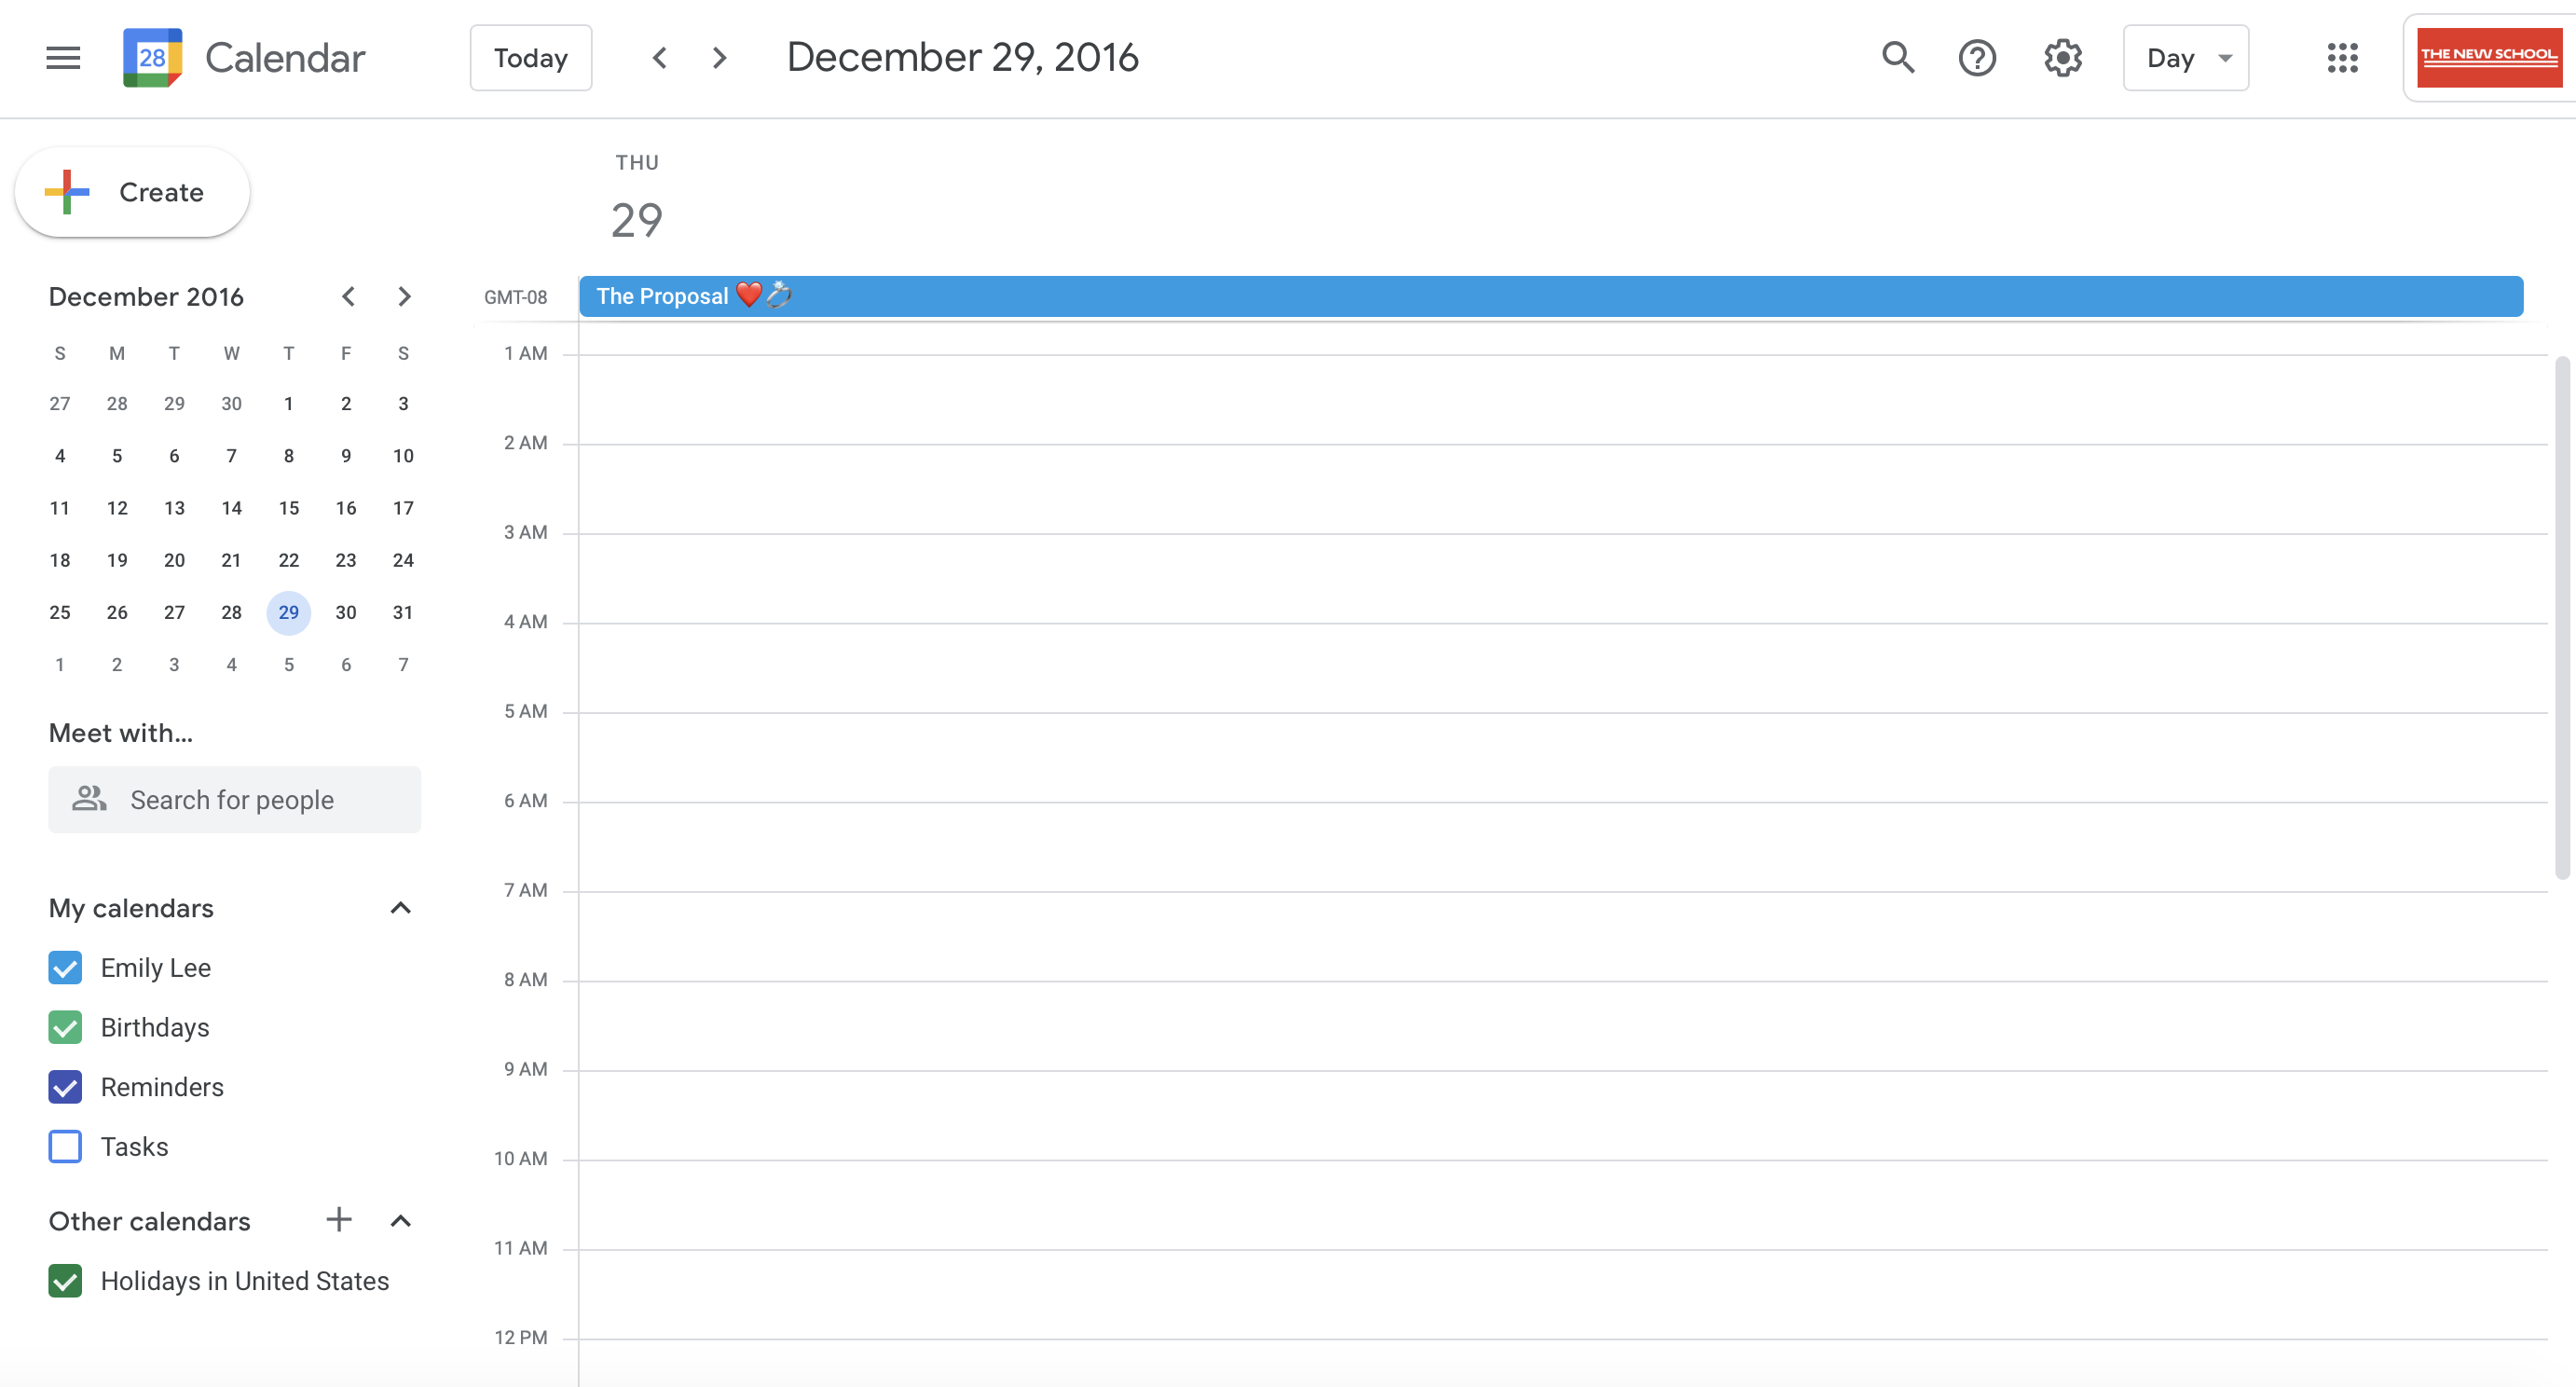 28 Calendar Today December 29, 2016 Day THE NEW SCHOOL
Create
THU
29
December 2016
GMT-08 The Proposal ❤️💍
S M T W T F S
27 28 29 30 1 2 3
4 5 6 7 8 9 10
11 12 13 14 15 16 17
18 19 20 21 22 23 24
25 26 27 28 29 30 31
1 2 3 4 5 6 7
Meet with...
Search for people
My calendars
Emily Lee
Birthdays
Reminders
Tasks
Other calendars
Holidays in United States
1 AM
2 AM
3 AM
4 AM
5 AM
6 AM
7 AM
8 AM
9 AM
10 AM
11 AM
12 PM